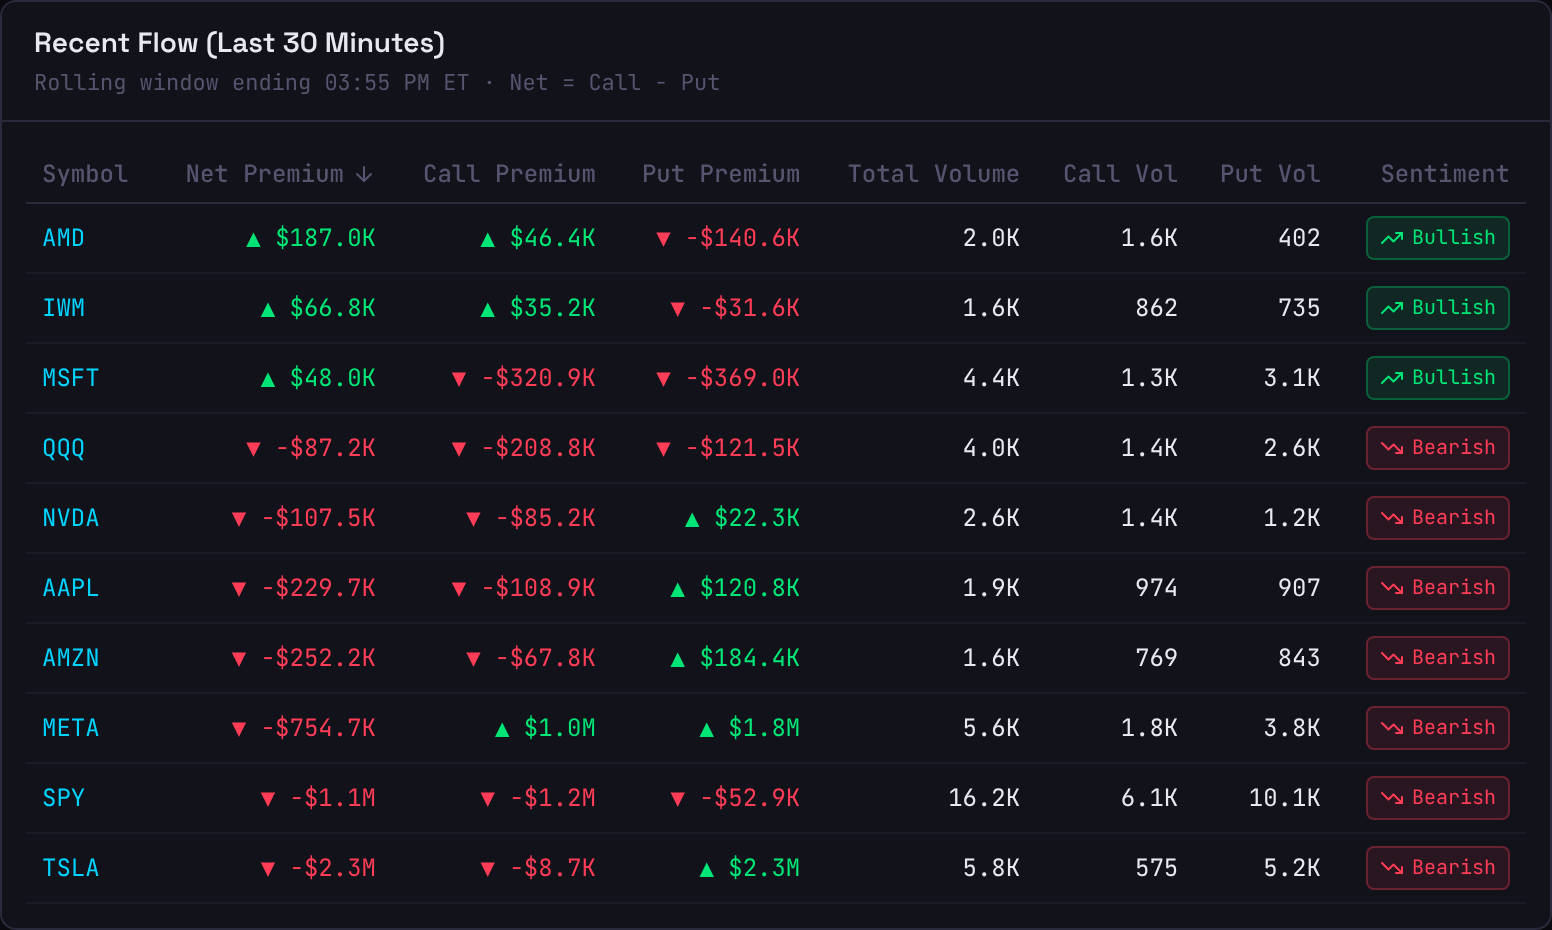 Recent Flow (Last 30 Minutes)
Rolling window ending 03:55 PM ET · Net = Call - Put
Symbol Net Premium ↓ Call Premium Put Premium Total Volume Call Vol Put Vol Sentiment
AMD ▲ $187.0K ▲ $46.4K ▼ -$140.6K 2.0K 1.6K 402 Bullish
IWM ▲ $66.8K ▲ $35.2K ▼ -$31.6K 1.6K 862 735 Bullish
MSFT ▲ $48.0K ▼ -$320.9K ▼ -$369.0K 4.4K 1.3K 3.1K Bullish
QQQ ▼ -$87.2K ▼ -$208.8K ▼ -$121.5K 4.0K 1.4K 2.6K Bearish
NVDA ▼ -$107.5K ▼ -$85.2K ▲ $22.3K 2.6K 1.4K 1.2K Bearish
AAPL ▼ -$229.7K ▼ -$108.9K ▲ $120.8K 1.9K 974 907 Bearish
AMZN ▼ -$252.2K ▼ -$67.8K ▲ $184.4K 1.6K 769 843 Bearish
META ▼ -$754.7K ▲ $1.0M ▲ $1.8M 5.6K 1.8K 3.8K Bearish
SPY ▼ -$1.1M ▼ -$1.2M ▼ -$52.9K 16.2K 6.1K 10.1K Bearish
TSLA ▼ -$2.3M ▼ -$8.7K ▲ $2.3M 5.8K 575 5.2K Bearish